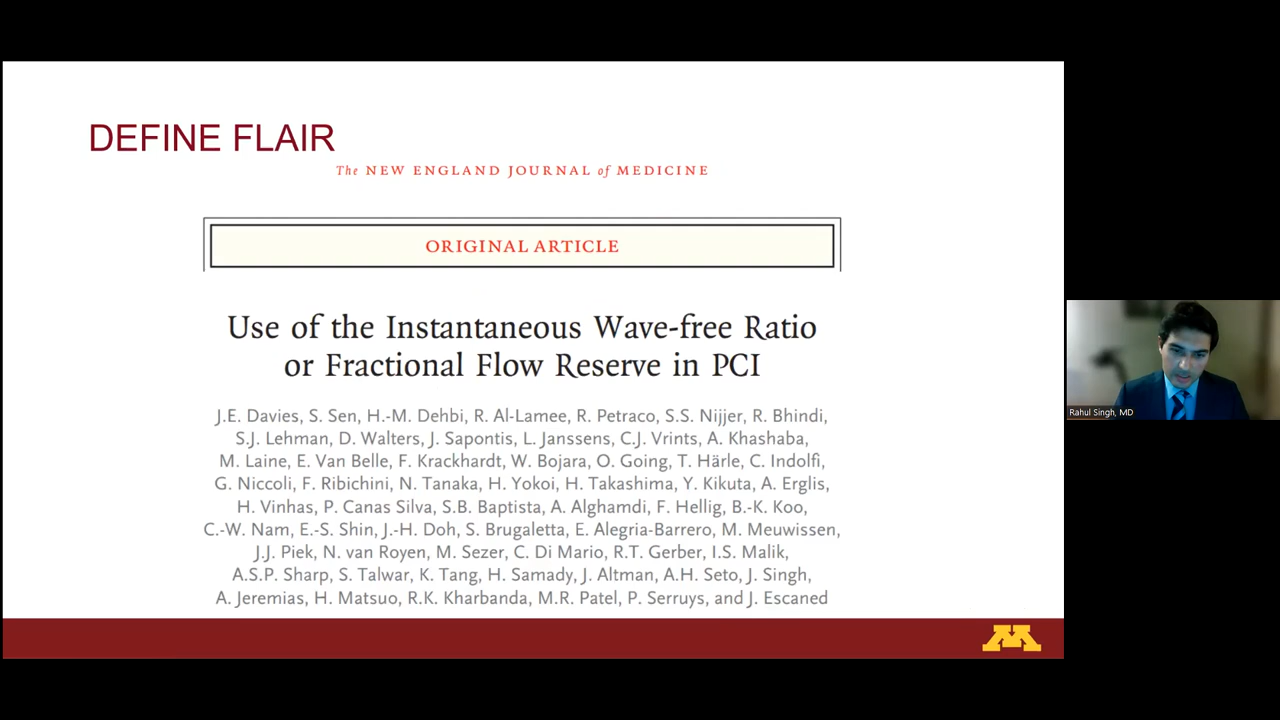 DEFINE FLAIR
The NEW ENGLAND JOURNAL of MEDICINE
ORIGINAL ARTICLE
Use of the Instantaneous Wave-free Ratio
or Fractional Flow Reserve in PCI
J.E. Davies, S. Sen, H.-M. Dehbi, R. Al-Lamee, R. Petraco, S.S. Nijjer, R. Bhindi,
S.J. Lehman, D. Walters, J. Sapontis, L. Janssens, C.J. Vrints, A. Khashaba,
M. Laine, E. Van Belle, F. Krackhardt, W. Bojara, O. Going, T. Härle, C. Indolfi,
G. Niccoli, F. Ribichini, N. Tanaka, H. Yokoi, H. Takashima, Y. Kikuta, A. Erglis,
H. Vinhas, P. Canas Silva, S.B. Baptista, A. Alghamdi, F. Hellig, B.-K. Koo,
C.-W. Nam, E.-S. Shin, J.-H. Doh, S. Brugaletta, E. Alegria-Barrero, M. Meuwissen,
J.J. Piek, N. van Royen, M. Sezer, C. Di Mario, R.T. Gerber, I.S. Malik,
A.S.P. Sharp, S. Talwar, K. Tang, H. Samady, J. Altman, A.H. Seto, J. Singh,
A. Jeremias, H. Matsuo, R.K. Kharbanda, M.R. Patel, P. Serruys, and J. Escaned
M
Rahul Singh, MD